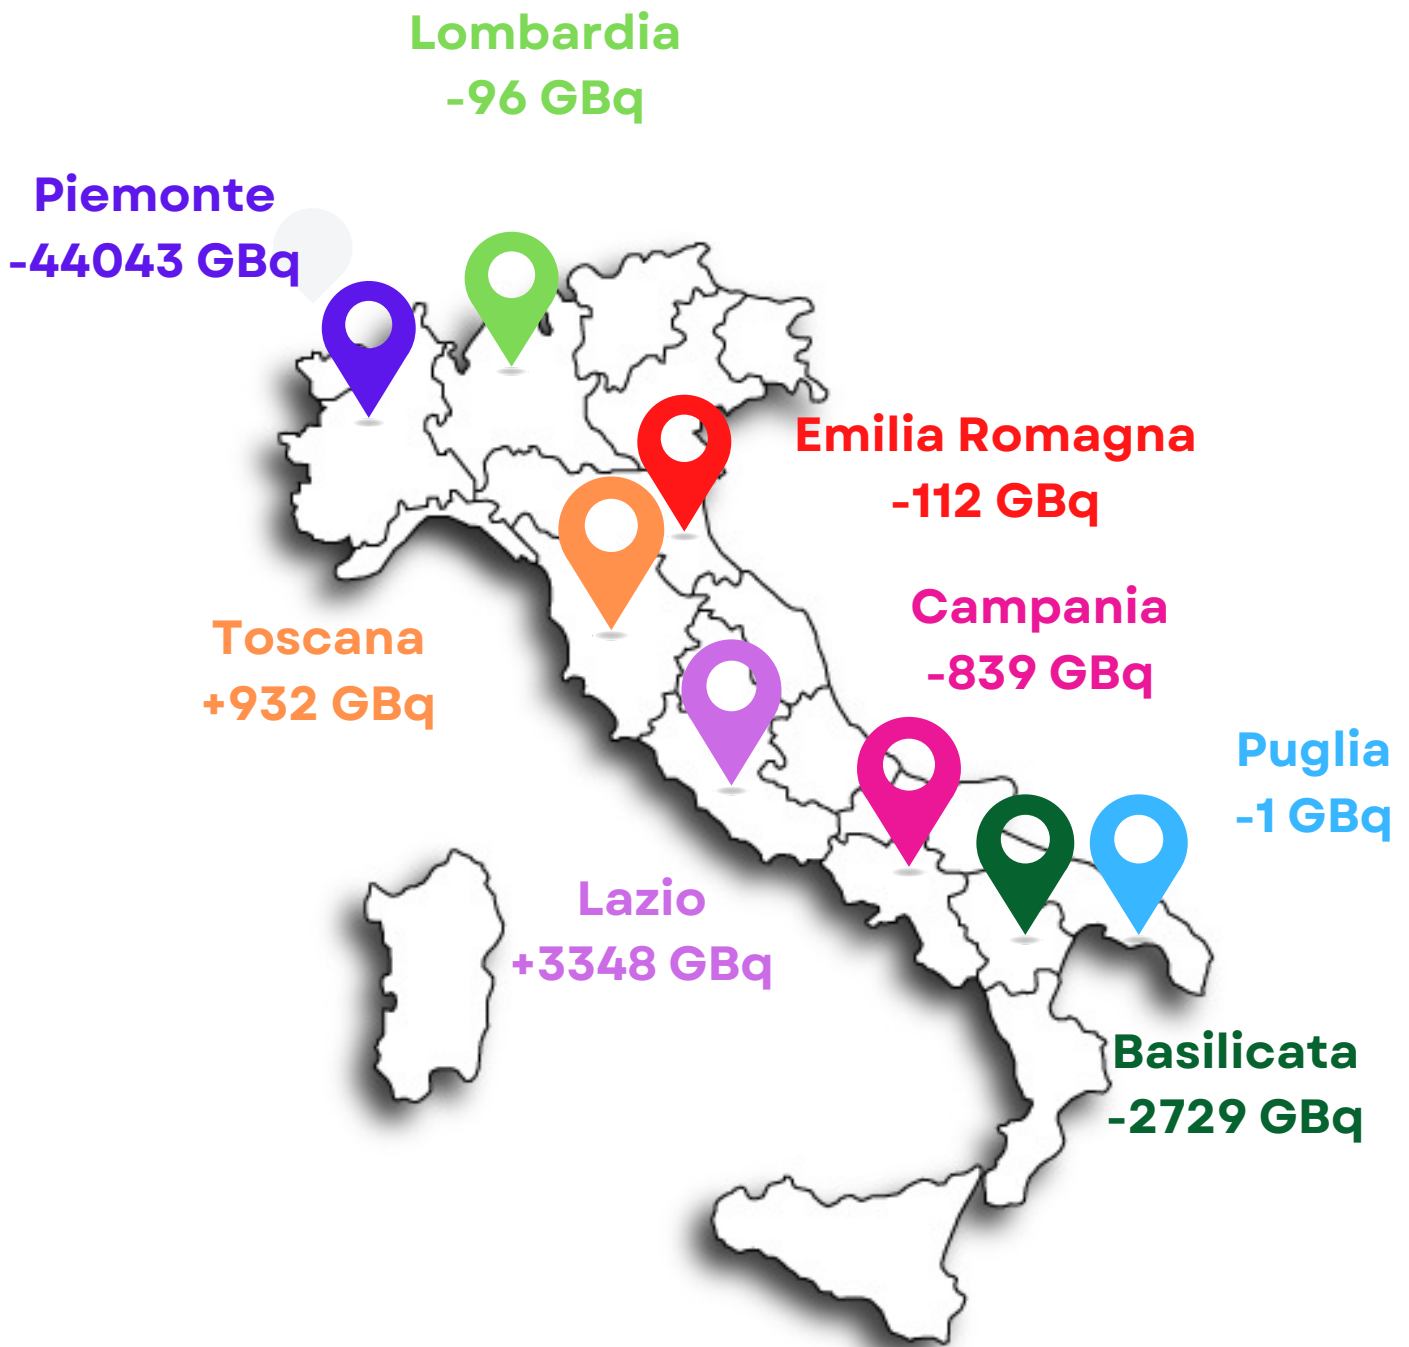 Lombardia
-96 GBq
Piemonte
-44043 GBq
Emilia Romagna
-112 GBq
Campania
-839 GBq
Toscana
+932 GBq
Puglia
-1 GBq
Lazio
+3348 GBq
Basilicata
-2729 GBq